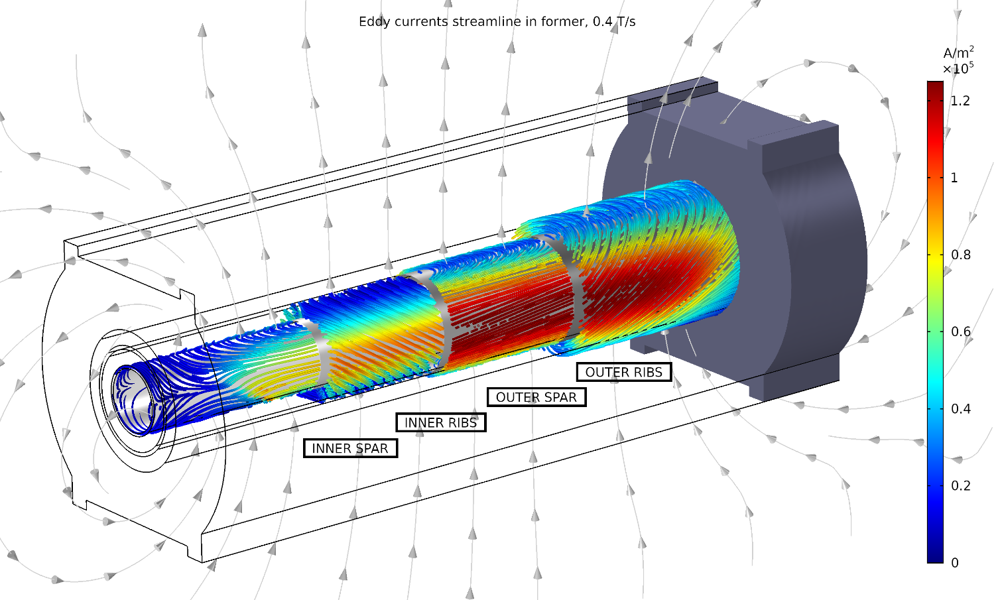 Eddy currents streamline in former, 0.4 T/s
A/m²
×10⁵
1.2
1
0.8
0.6
0.4
0.2
0
OUTER RIBS
OUTER SPAR
INNER RIBS
INNER SPAR